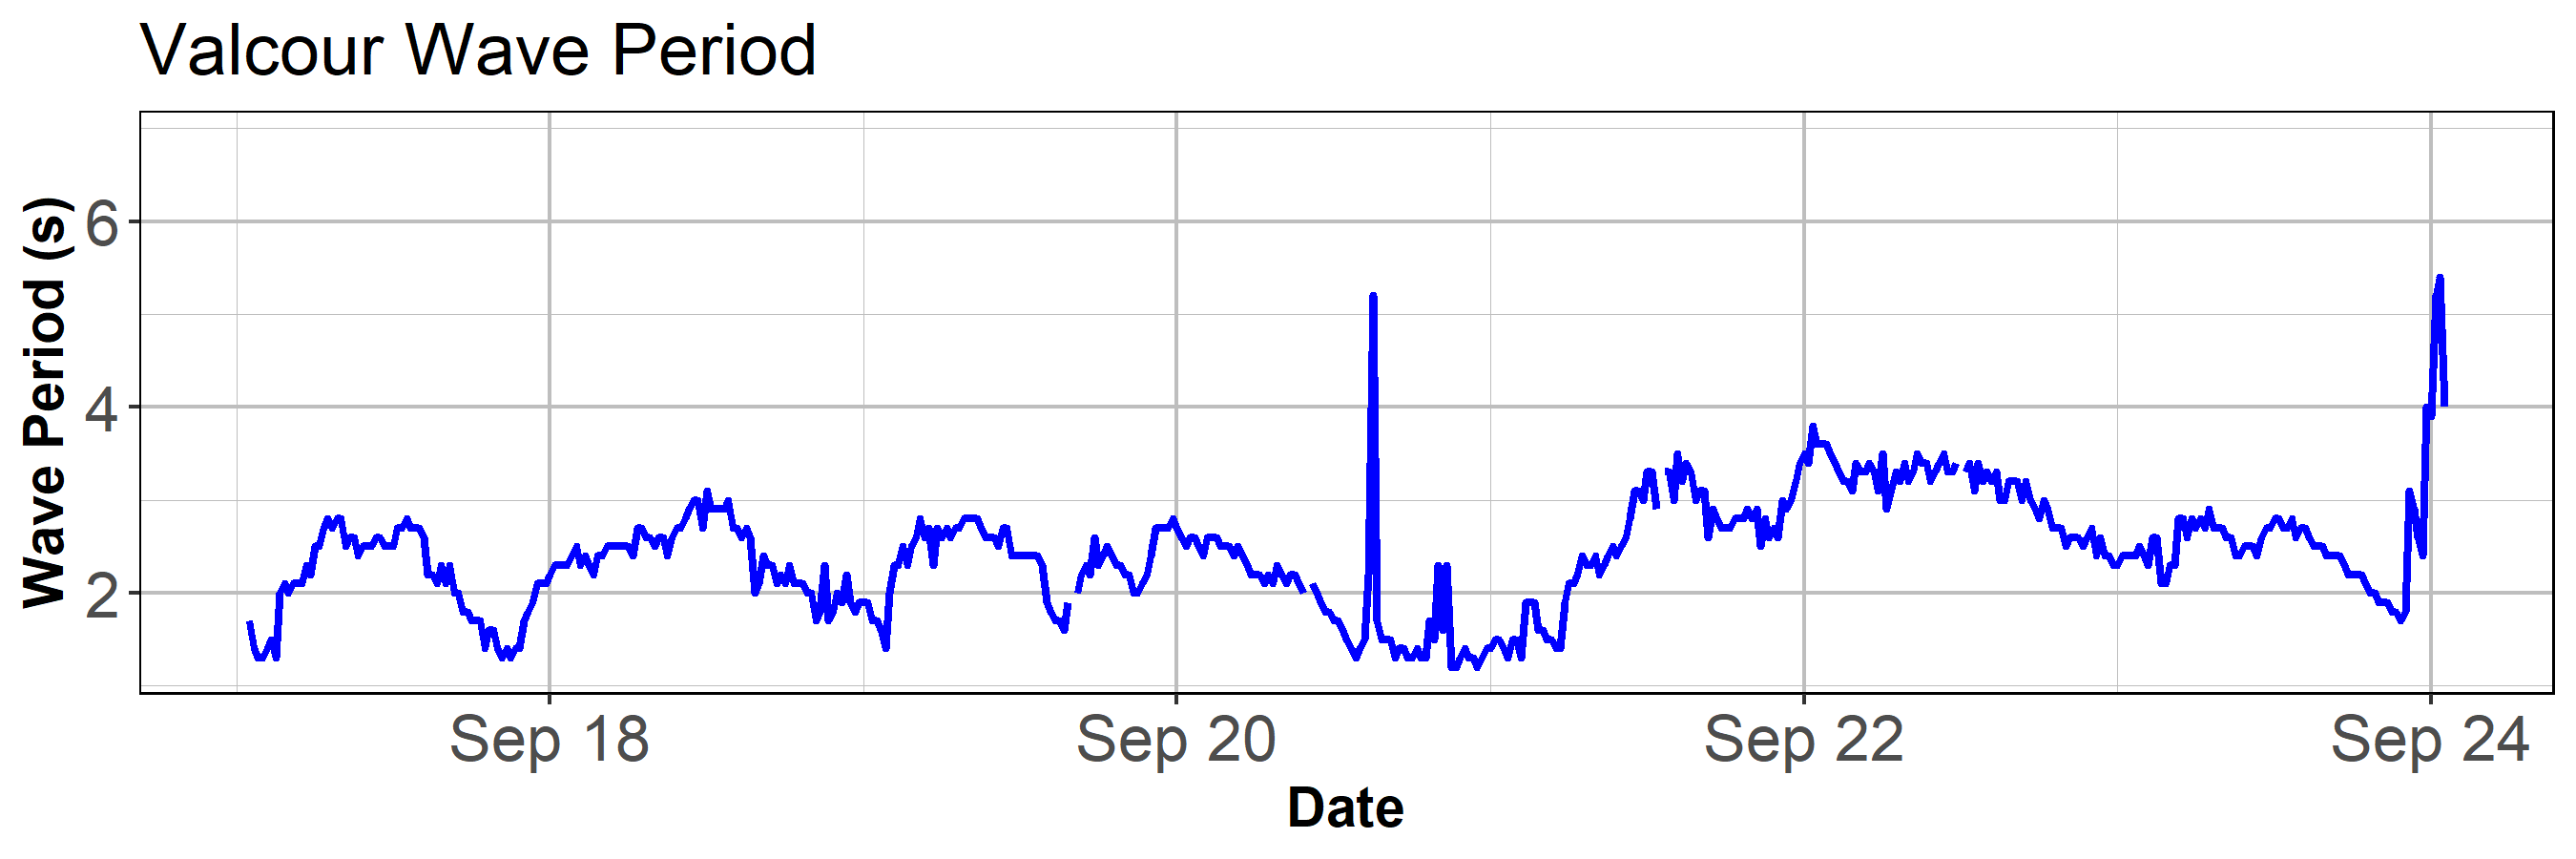 Valcour Wave Period
Wave Period (s)
6
4
2
Sep 18 Sep 20 Sep 22 Sep 24
Date